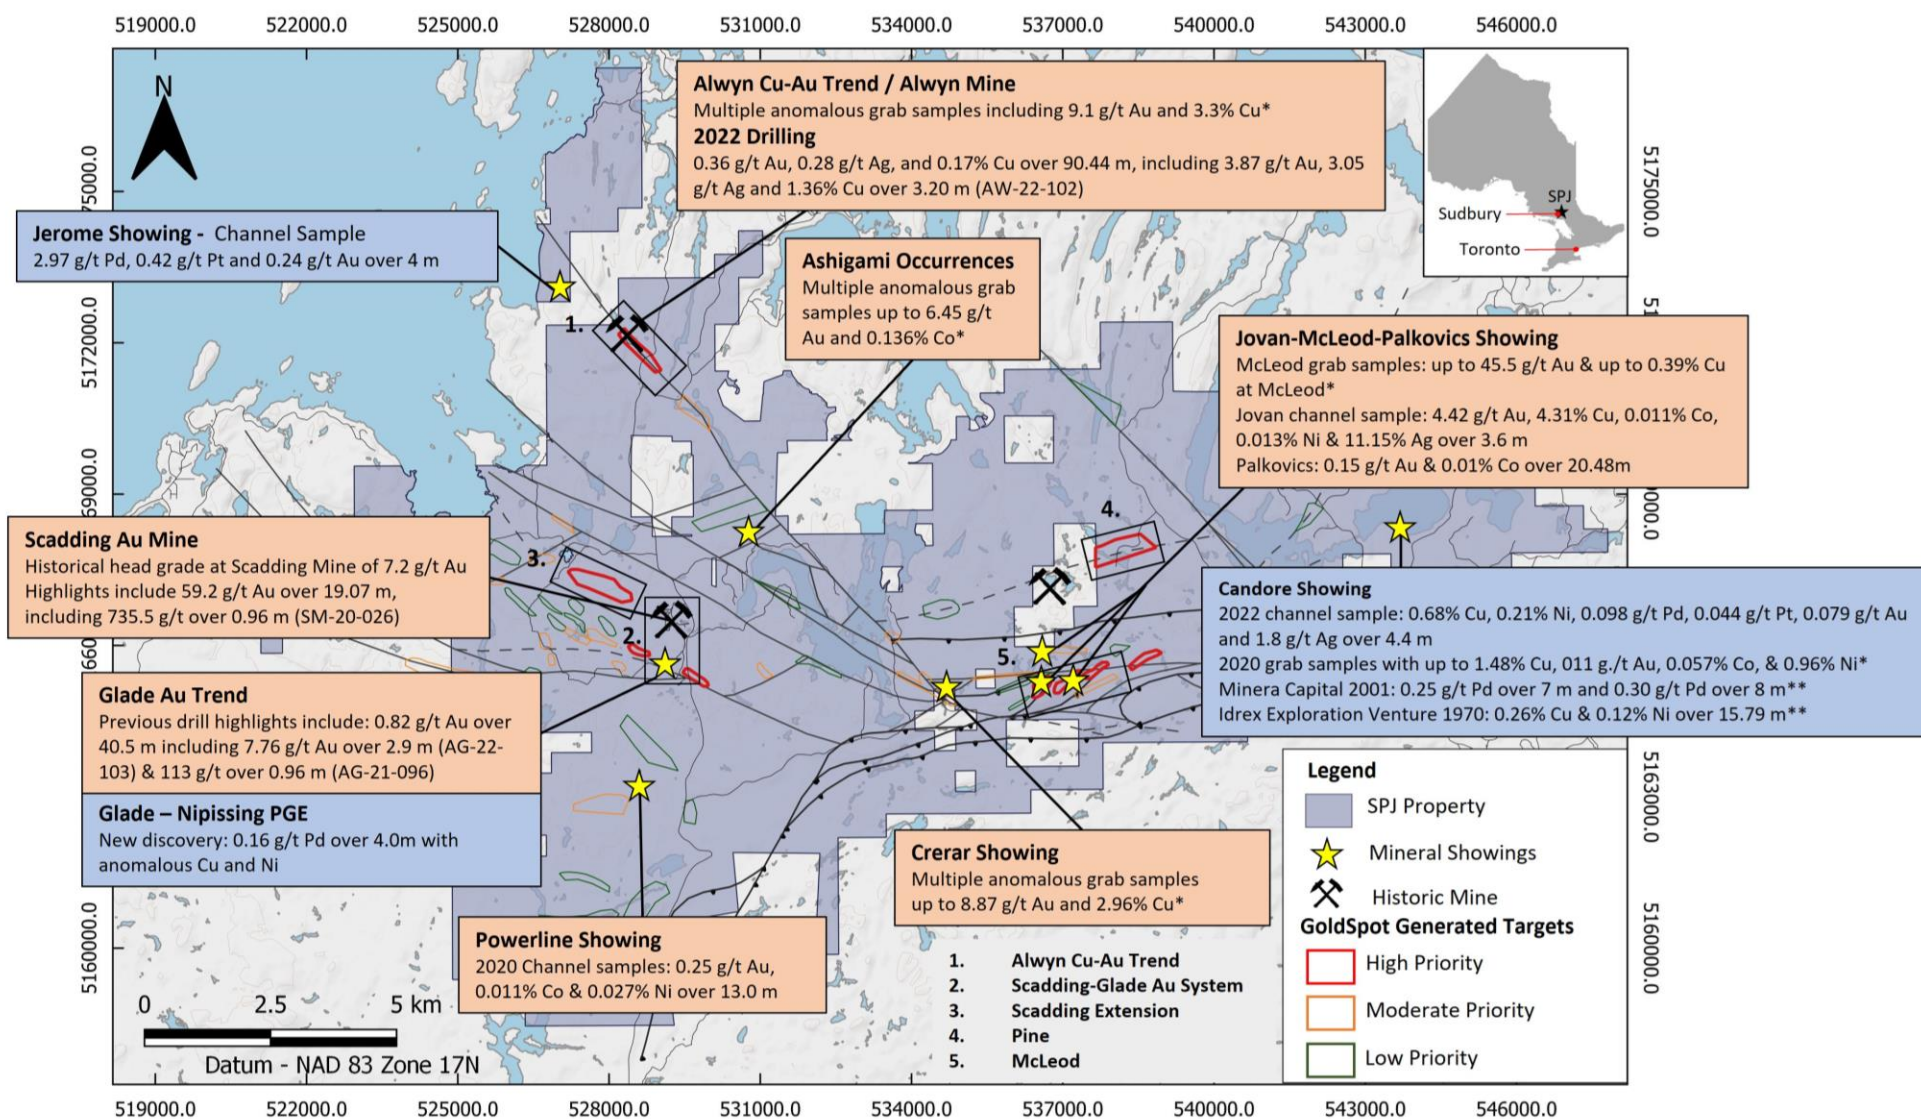 519000.0 522000.0 525000.0 528000.0 531000.0 534000.0 537000.0 540000.0 543000.0 546000.0
N
Alwyn Cu-Au Trend / Alwyn Mine
Multiple anomalous grab samples including 9.1 g/t Au and 3.3% Cu*
2022 Drilling
0.36 g/t Au, 0.28 g/t Ag, and 0.17% Cu over 90.44 m, including 3.87 g/t Au, 3.05
g/t Ag and 1.36% Cu over 3.20 m (AW-22-102)
SPJ
Sudbury
Toronto
75000.0
5175000.0
Jerome Showing - Channel Sample
2.97 g/t Pd, 0.42 g/t Pt and 0.24 g/t Au over 4 m
Ashigami Occurrences
Multiple anomalous grab
samples up to 6.45 g/t
Au and 0.136% Co*
1.
5172000.0
51
Jovan-McLeod-Palkovics Showing
McLeod grab samples: up to 45.5 g/t Au & up to 0.39% Cu
at McLeod*
Jovan channel sample: 4.42 g/t Au, 4.31% Cu, 0.011% Co,
0.013% Ni & 11.15% Ag over 3.6 m
Palkovics: 0.15 g/t Au & 0.01% Co over 20.48m
69000.0
000.0
4.
Scadding Au Mine
Historical head grade at Scadding Mine of 7.2 g/t Au
Highlights include 59.2 g/t Au over 19.07 m,
including 735.5 g/t over 0.96 m (SM-20-026)
3.
2.
5.
660
Candore Showing
2022 channel sample: 0.68% Cu, 0.21% Ni, 0.098 g/t Pd, 0.044 g/t Pt, 0.079 g/t Au
and 1.8 g/t Ag over 4.4 m
2020 grab samples with up to 1.48% Cu, 011 g./t Au, 0.057% Co, & 0.96% Ni*
Minera Capital 2001: 0.25 g/t Pd over 7 m and 0.30 g/t Pd over 8 m**
Idrex Exploration Venture 1970: 0.26% Cu & 0.12% Ni over 15.79 m**
Glade Au Trend
Previous drill highlights include: 0.82 g/t Au over
40.5 m including 7.76 g/t Au over 2.9 m (AG-22-
103) & 113 g/t over 0.96 m (AG-21-096)
Glade – Nipissing PGE
New discovery: 0.16 g/t Pd over 4.0m with
anomalous Cu and Ni
5163000.0
Crerar Showing
Multiple anomalous grab samples
up to 8.87 g/t Au and 2.96% Cu*
Powerline Showing
2020 Channel samples: 0.25 g/t Au,
0.011% Co & 0.027% Ni over 13.0 m
5160000.0
5160000.0
Legend
SPJ Property
Mineral Showings
Historic Mine
GoldSpot Generated Targets
High Priority
Moderate Priority
Low Priority
1. Alwyn Cu-Au Trend
2. Scadding-Glade Au System
3. Scadding Extension
4. Pine
5. McLeod
0 2.5 5 km
Datum - NAD 83 Zone 17N
519000.0 522000.0 525000.0 528000.0 531000.0 534000.0 537000.0 540000.0 543000.0 546000.0